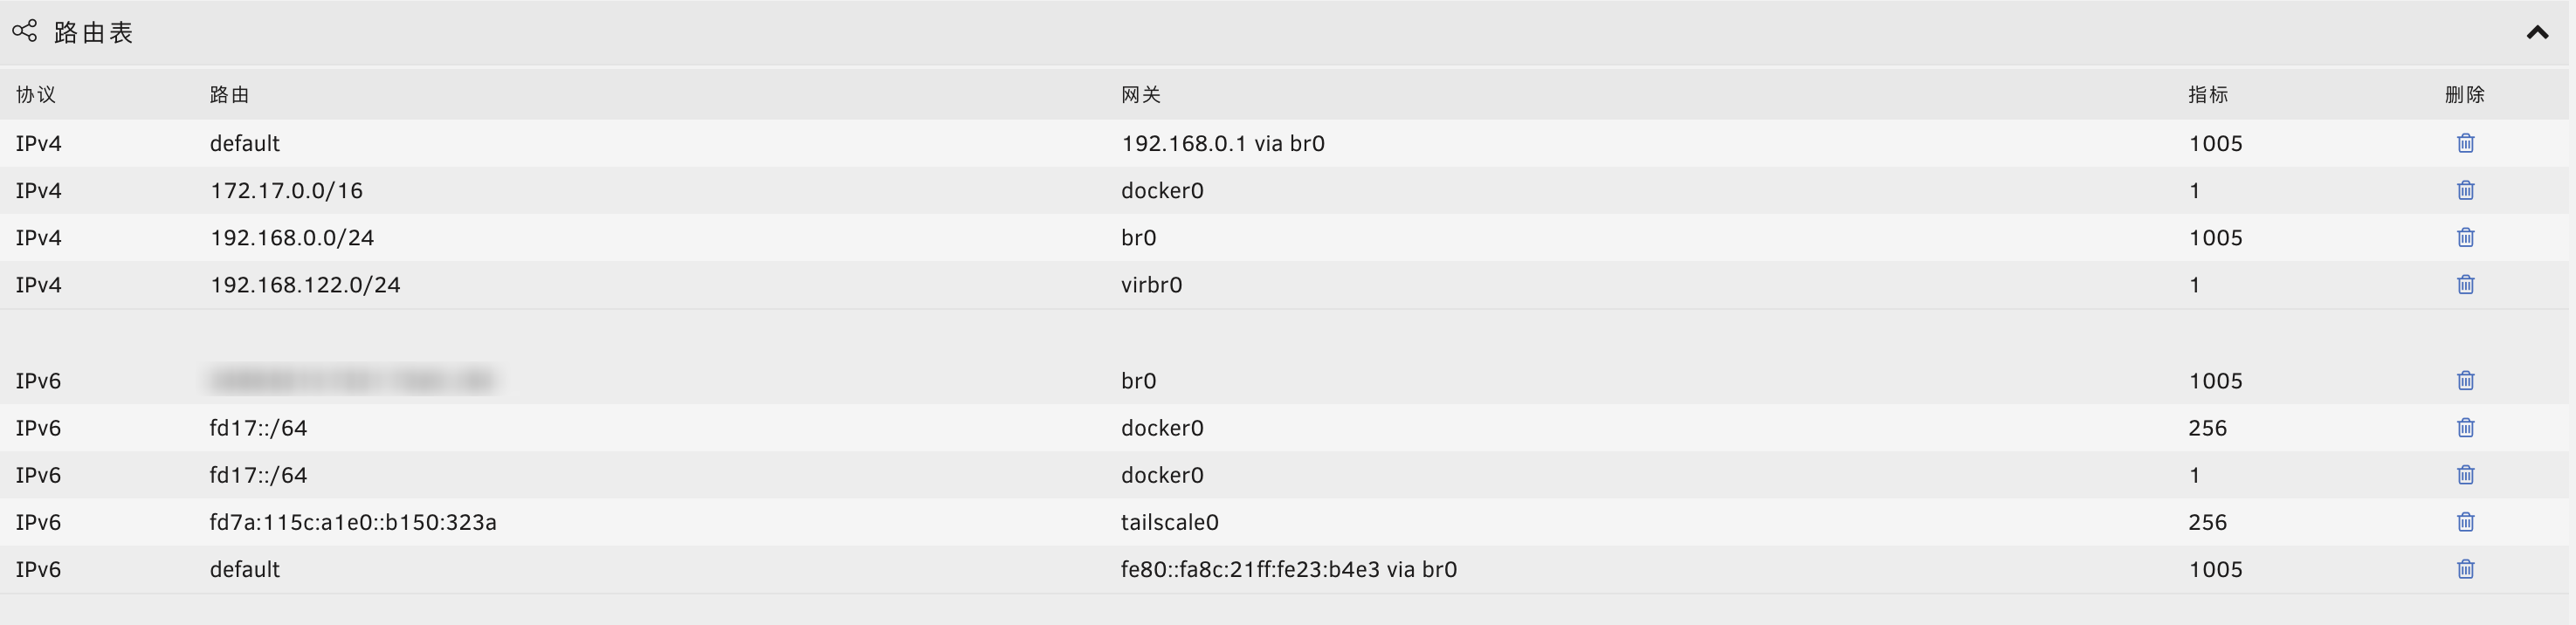 路由表
协议 路由 网关 指标 删除
IPv4 default 192.168.0.1 via br0 1005
IPv4 172.17.0.0/16 docker0 1
IPv4 192.168.0.0/24 br0 1005
IPv4 192.168.122.0/24 virbr0 1
IPv6 br0 1005
IPv6 fd17::/64 docker0 256
IPv6 fd17::/64 docker0 1
IPv6 fd7a:115c:a1e0::b150:323a tailscale0 256
IPv6 default fe80::fa8c:21ff:fe23:b4e3 via br0 1005